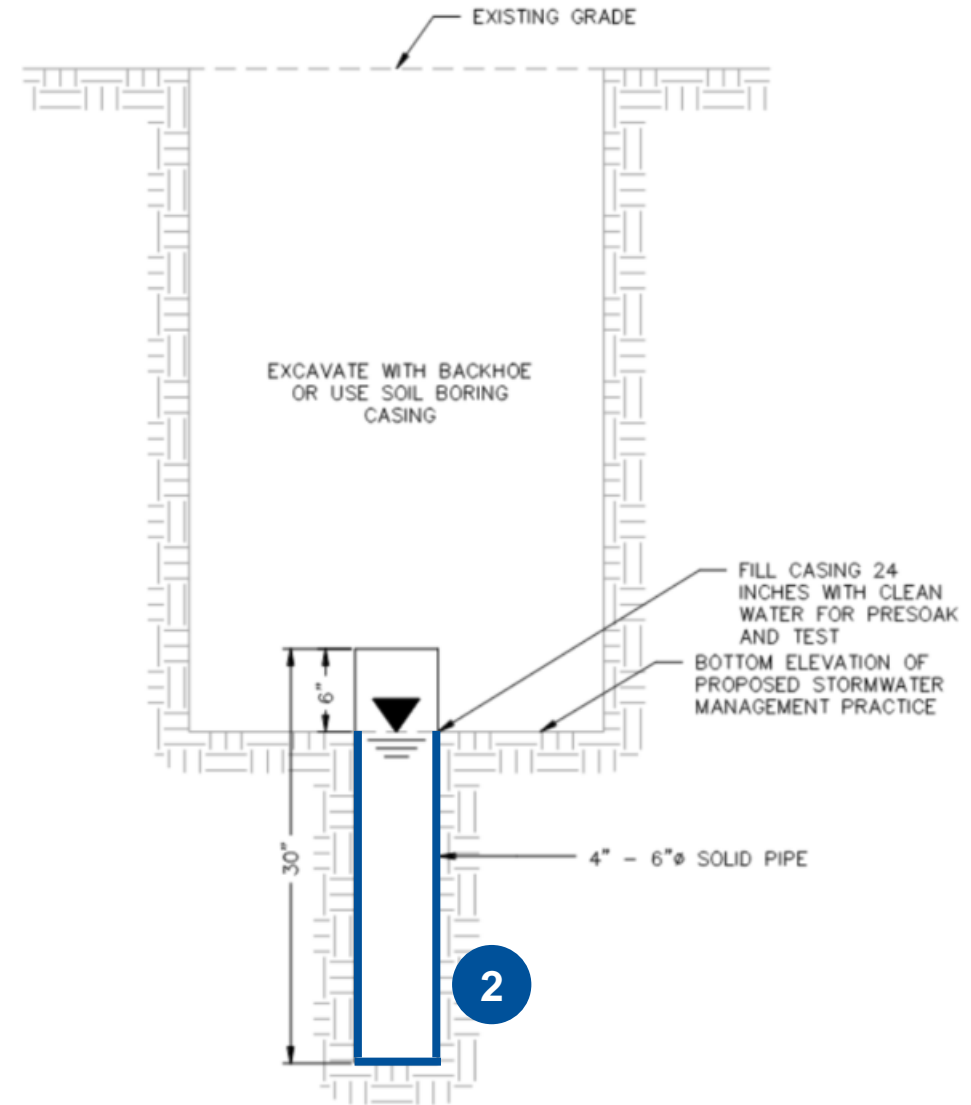 EXISTING GRADE
EXCAVATE WITH BACKHOE
OR USE SOIL BORING
CASING
FILL CASING 24
INCHES WITH CLEAN
WATER FOR PRESOAK
AND TEST
BOTTOM ELEVATION OF
PROPOSED STORMWATER
MANAGEMENT PRACTICE
6"
30"
4" - 6"ø SOLID PIPE
2